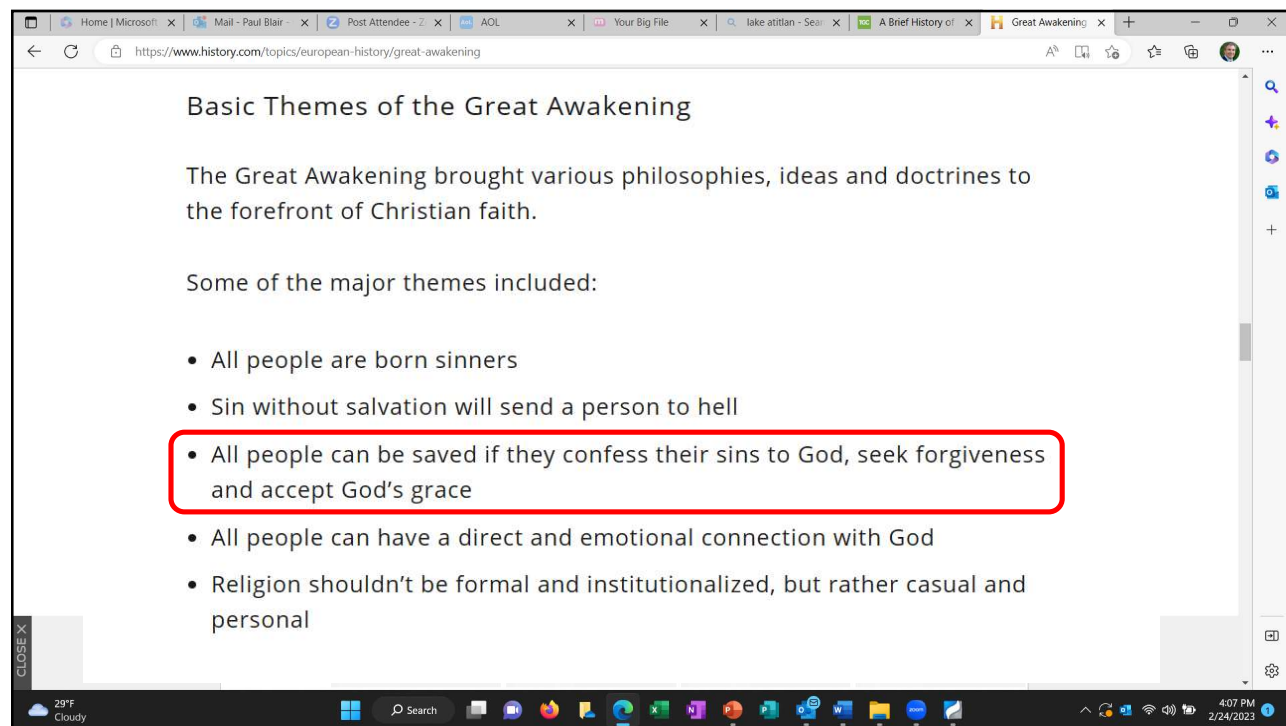 Home | Microsoft
Mail - Paul Blair -
Post Attendee - Z
AOL
Your Big File
lake atitlan - Sear
A Brief History of
Great Awakening
https://www.history.com/topics/european-history/great-awakening
Basic Themes of the Great Awakening
The Great Awakening brought various philosophies, ideas and doctrines to
the forefront of Christian faith.
Some of the major themes included:
• All people are born sinners
• Sin without salvation will send a person to hell
• All people can be saved if they confess their sins to God, seek forgiveness
and accept God's grace
• All people can have a direct and emotional connection with God
• Religion shouldn't be formal and institutionalized, but rather casual and
personal
CLOSE X
29°F
Cloudy
Search
4:07 PM
2/24/2023
1